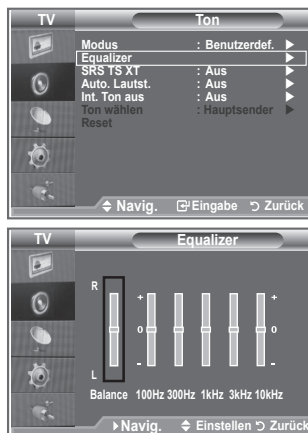 TV Ton
Modus : Benutzerdef.
Equalizer
SRS TS XT : Aus
Auto. Lautst. : Aus
Int. Ton aus : Aus
Ton wählen : Hauptsender
Reset
Navig. Eingabe Zurück
TV Equalizer
R
+ +
0 0
- -
L
Balance 100Hz 300Hz 1kHz 3kHz 10kHz
Navig. Einstellen Zurück